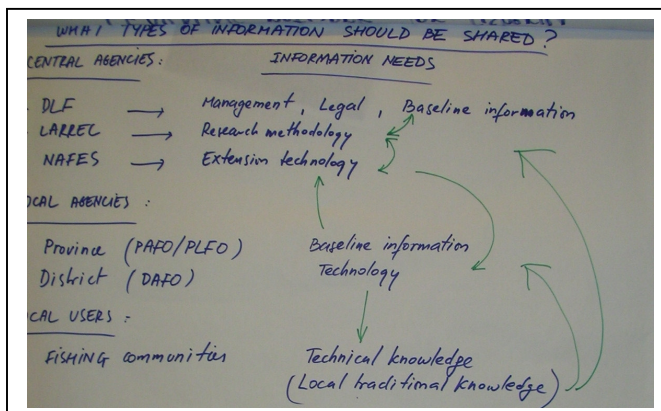 WHAT TYPES OF INFORMATION SHOULD BE SHARED?
CENTRAL AGENCIES: INFORMATION NEEDS
DLF → Management, Legal, Baseline information
LARREC → Research methodology
NAFES → Extension technology
OCAL AGENCIES:
Province (PAFO/PLFO) Baseline information
District (DAFO) Technology
OCAL USERS:
FISHING communities Technical knowledge
(Local traditional knowledge)